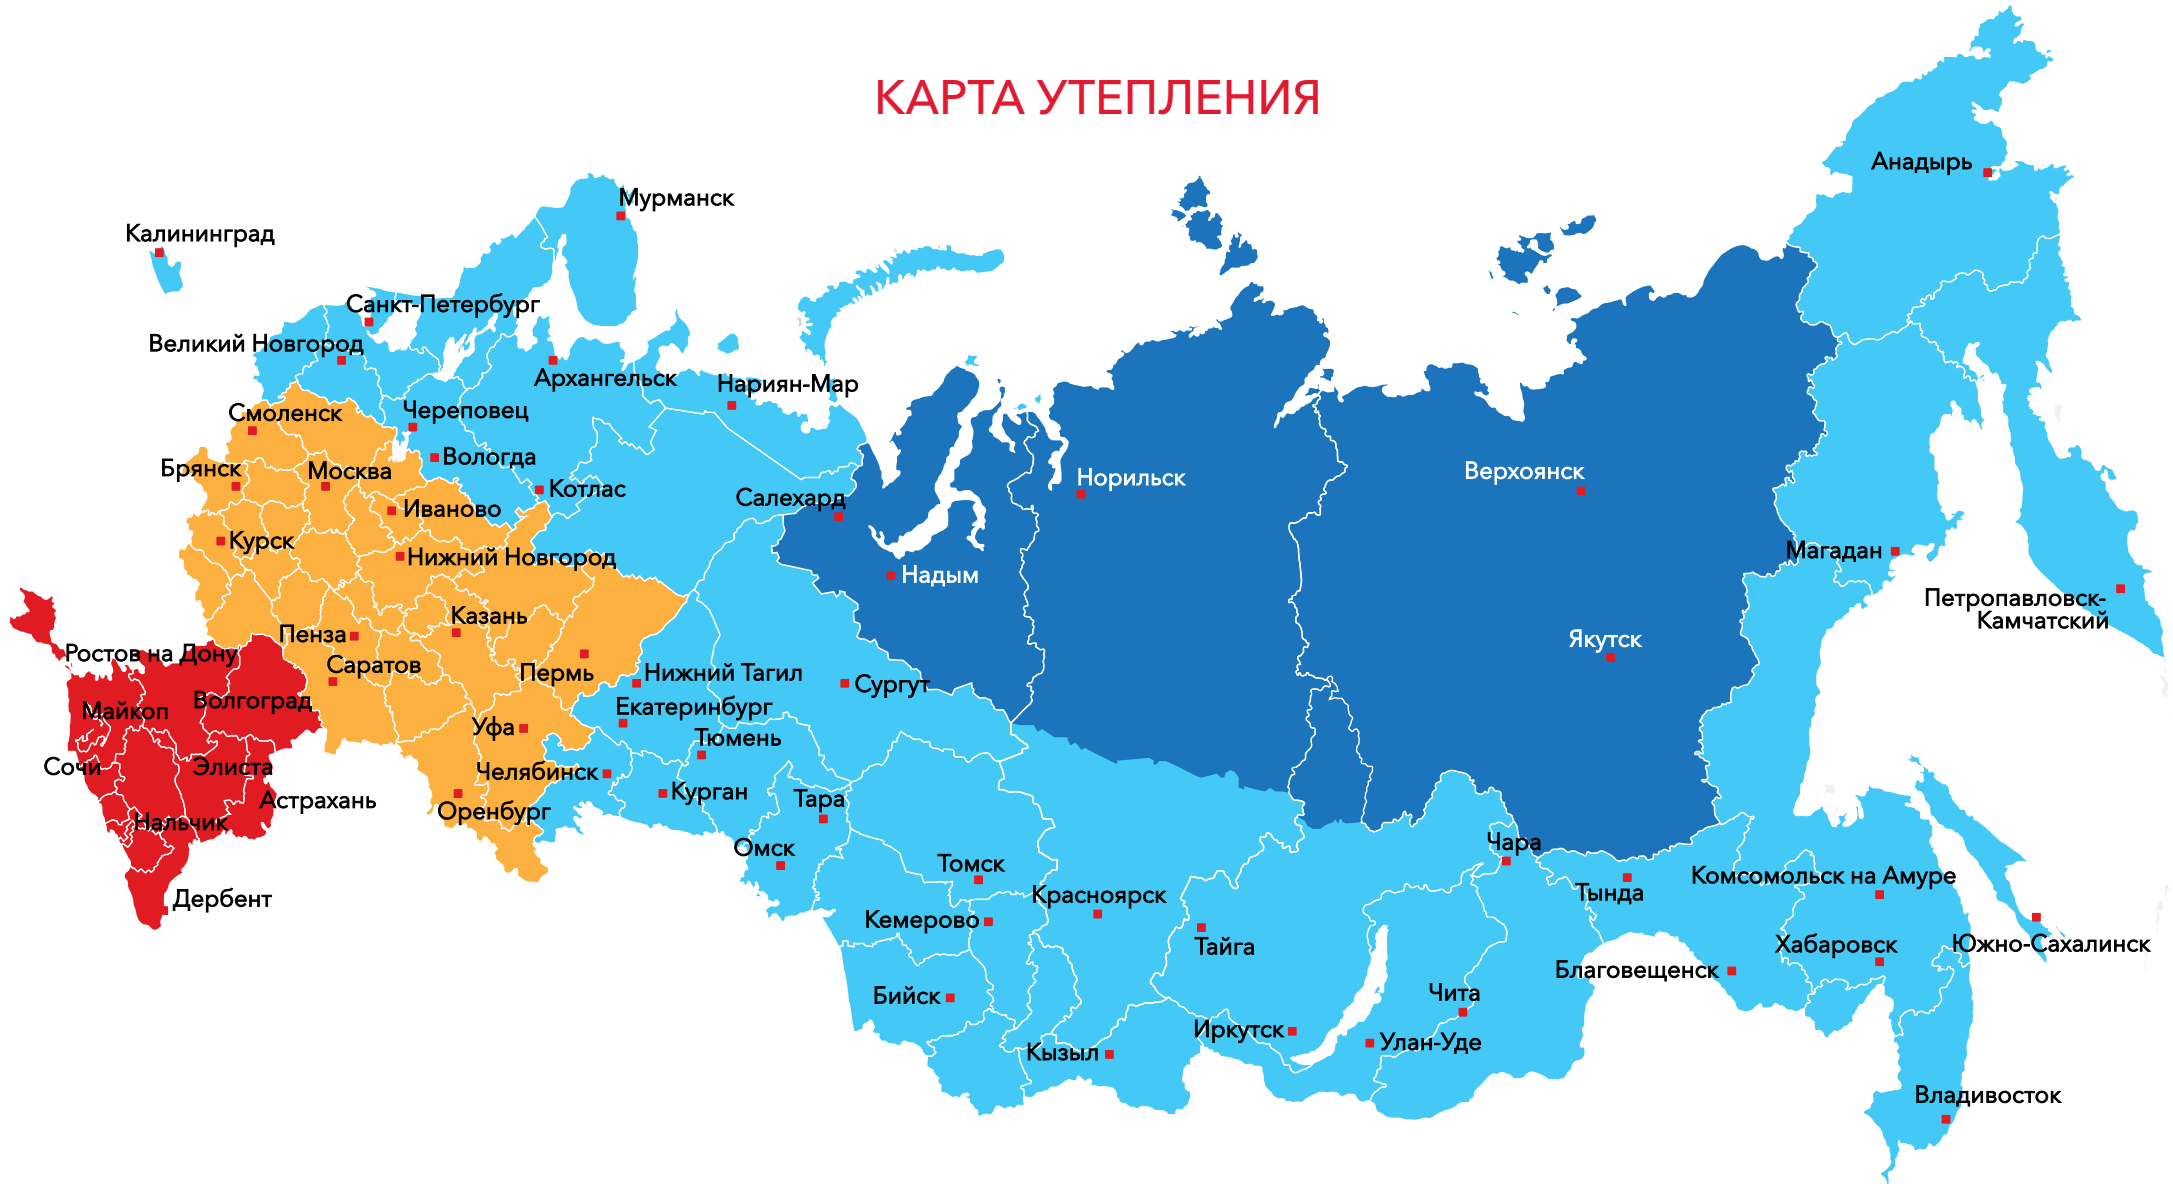 КАРТА УТЕПЛЕНИЯ
Анадырь
Мурманск
Калининград
Санкт-Петербург
Великий Новгород
Архангельск
Нариян-Мар
Смоленск
Череповец
Вологда
Брянск
Москва
Котлас
Салехард
Норильск
Верхоянск
Иваново
Курск
Нижний Новгород
Магадан
Надым
Петропавловск-
Камчатский
Казань
Пенза
Якутск
Ростов на Дону
Саратов
Пермь
Нижний Тагил
Сургут
Волгоград
Майкоп
Екатеринбург
Уфа
Тюмень
Сочи
Элиста
Челябинск
Курган
Тара
Астрахань
Нальчик
Оренбург
Омск
Чара
Томск
Комсомольск на Амуре
Тында
Красноярск
Дербент
Кемерово
Тайга
Хабаровск
Южно-Сахалинск
Благовещенск
Бийск
Чита
Иркутск
Улан-Уде
Кызыл
Владивосток